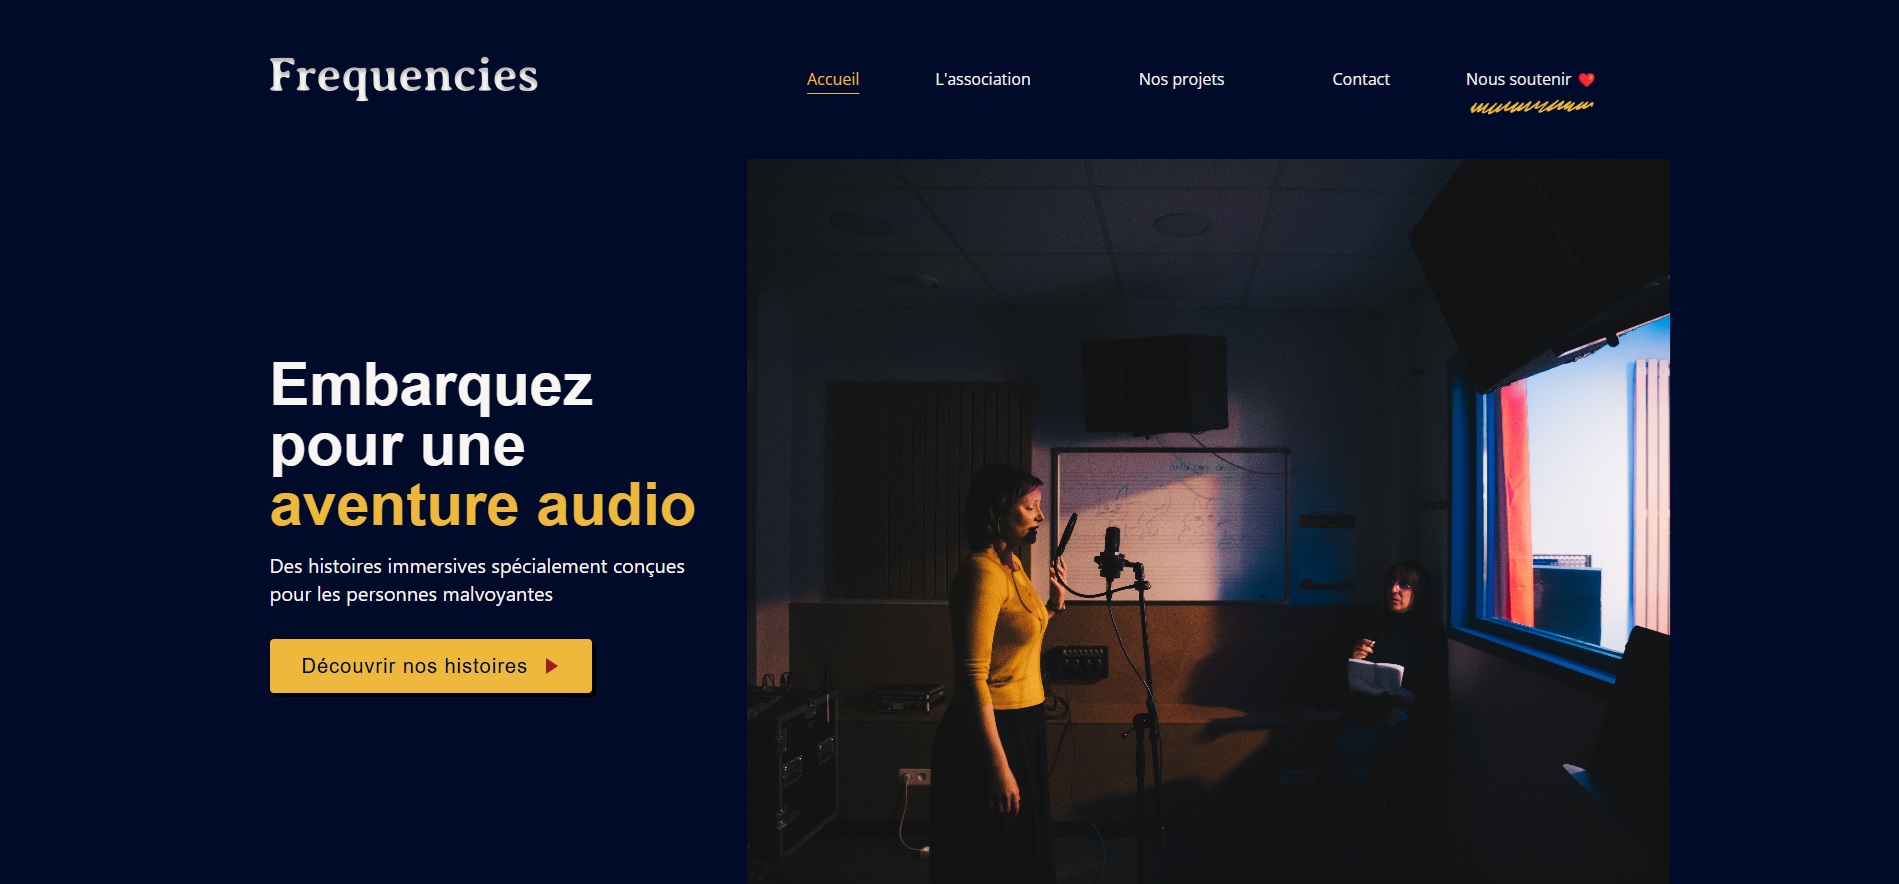 Frequencies
Accueil
L'association
Nos projets
Contact
Nous soutenir ❤️
Embarquez
pour une
aventure audio
Des histoires immersives spécialement conçues
pour les personnes malvoyantes
Découvrir nos histoires